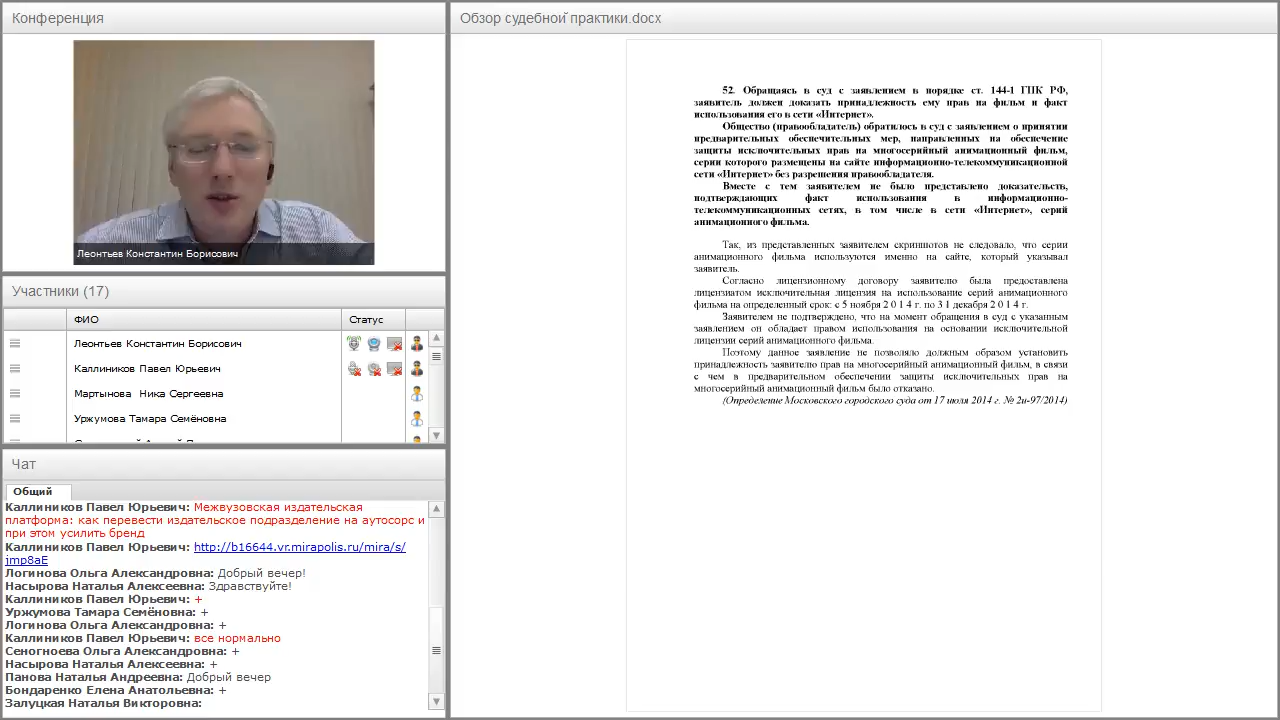 Конференция
Леонтьев Константин Борисович
Участники (17)
ФИО Статус
Леонтьев Константин Борисович
Каллиников Павел Юрьевич
Мартынова Ника Сергеевна
Уржумова Тамара Семёновна
Чат
Общий
Каллиников Павел Юрьевич: Межвузовская издательская
платформа: как перевести издательское подразделение на аутосорс и
при этом усилить бренд
Каллиников Павел Юрьевич: http://b16644.vr.mirapolis.ru/mira/s/
jmp8aE
Логинова Ольга Александровна: Добрый вечер!
Насырова Наталья Алексеевна: Здравствуйте!
Каллиников Павел Юрьевич: +
Уржумова Тамара Семёновна: +
Логинова Ольга Александровна: +
Каллиников Павел Юрьевич: все нормально
Сеногноева Ольга Александровна: +
Насырова Наталья Алексеевна: +
Панова Наталья Андреевна: Добрый вечер
Бондаренко Елена Анатольевна: +
Залуцкая Наталья Викторовна:
Обзор судебной практики.docx
52. Обращаясь в суд с заявлением в порядке ст. 144-1 ГПК РФ,
заявитель должен доказать принадлежность ему прав на фильм и факт
использования его в сети «Интернет».
Общество (правообладатель) обратилось в суд с заявлением о принятии
предварительных обеспечительных мер, направленных на обеспечение
защиты исключительных прав на многосерийный анимационный фильм,
серии которого размещены на сайте информационно-телекоммуникационной
сети «Интернет» без разрешения правообладателя.
Вместе с тем заявителем не было представлено доказательств,
подтверждающих факт использования в информационно-
телекоммуникационных сетях, в том числе в сети «Интернет», серий
анимационного фильма.
Так, из представленных заявителем скриншотов не следовало, что серии
анимационного фильма используются именно на сайте, который указывал
заявитель.
Согласно лицензионному договору заявителю была предоставлена
лицензиатом исключительная лицензия на использование серий анимационного
фильма на определенный срок: с 5 ноября 2 0 1 4 г. по 3 1 декабря 2 0 1 4 г.
Заявителем не подтверждено, что на момент обращения в суд с указанным
заявлением он обладает правом использования на основании исключительной
лицензии серий анимационного фильма.
Поэтому данное заявление не позволяло должным образом установить
принадлежность заявителю прав на многосерийный анимационный фильм, в связи
с чем в предварительном обеспечении защиты исключительных прав на
многосерийный анимационный фильм было отказано.
(Определение Московского городского суда от 17 июля 2014 г. № 2и-97/2014)